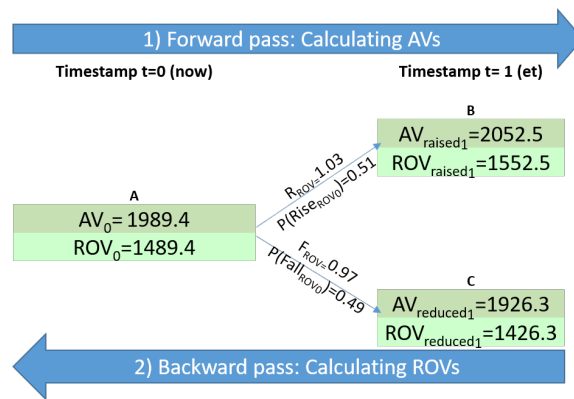 1) Forward pass: Calculating AVs
Timestamp t=0 (now)
Timestamp t= 1 (et)
B
AVraised1=2052.5
ROVraised1=1552.5
RROV=1.03
P(RiseROV0)=0.51
A
AV0= 1989.4
ROV0=1489.4
FROV=0.97
P(FallROV0)=0.49
C
AVreduced1=1926.3
ROVreduced1=1426.3
2) Backward pass: Calculating ROVs